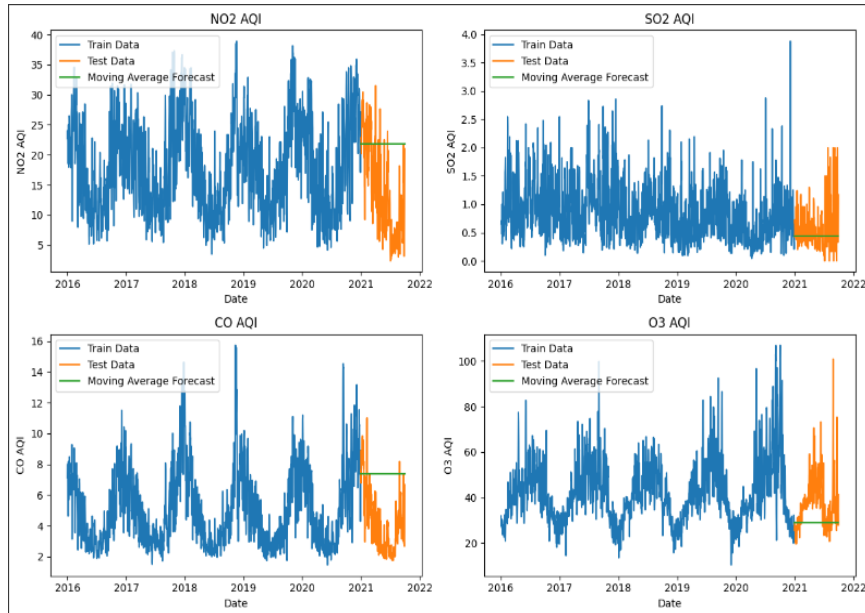 NO2 AQI
Train Data
Test Data
Moving Average Forecast
NO2 AQI
40
35
30
25
20
15
10
5
2016 2017 2018 2019 2020 2021 2022
Date
SO2 AQI
Train Data
Test Data
Moving Average Forecast
SO2 AQI
4.0
3.5
3.0
2.5
2.0
1.5
1.0
0.5
0.0
2016 2017 2018 2019 2020 2021 2022
Date
CO AQI
Train Data
Test Data
Moving Average Forecast
CO AQI
16
14
12
10
8
6
4
2
2016 2017 2018 2019 2020 2021 2022
Date
O3 AQI
Train Data
Test Data
Moving Average Forecast
O3 AQI
100
80
60
40
20
2016 2017 2018 2019 2020 2021 2022
Date